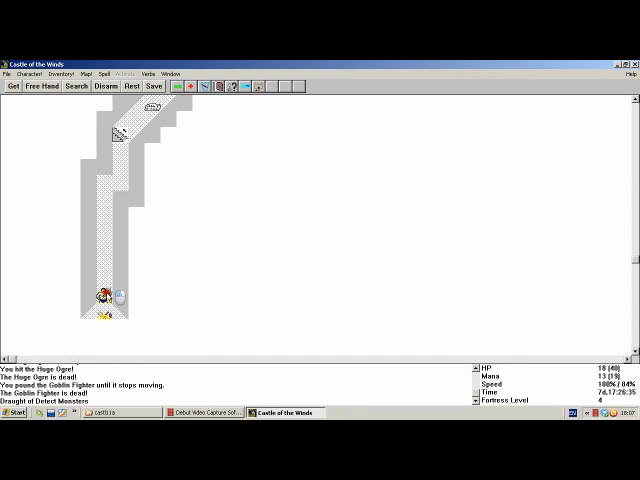 Castle of the Winds
File Character! Inventory! Map! Spell Activate Verbs Window Help
Get Free Hand Search Disarm Rest Save
You hit the Huge Ogre!
The Huge Ogre is dead!
You pound the Goblin Fighter until it stops moving.
The Goblin Fighter is dead!
Draught of Detect Monsters
HP 18 (40)
Mana 13 (19)
Speed 100% / 84%
Time 7d,17:26:35
Fortress Level 4
Start castl1a Debut Video Capture Sof... Castle of the Winds EN 18:07